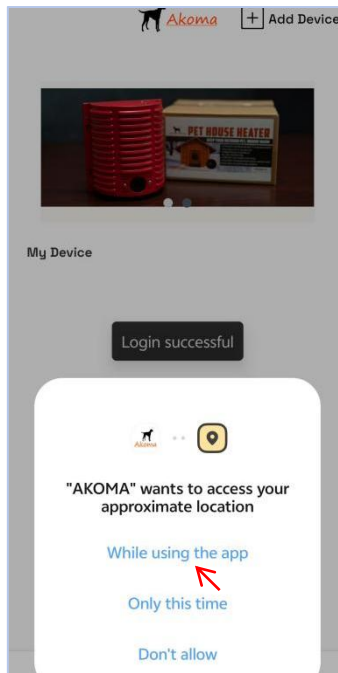 Akoma
+ Add Device
PET HOUSE HEATER
My Device
Login successful
Akoma
"AKOMA" wants to access your
approximate location
While using the app
Only this time
Don't allow